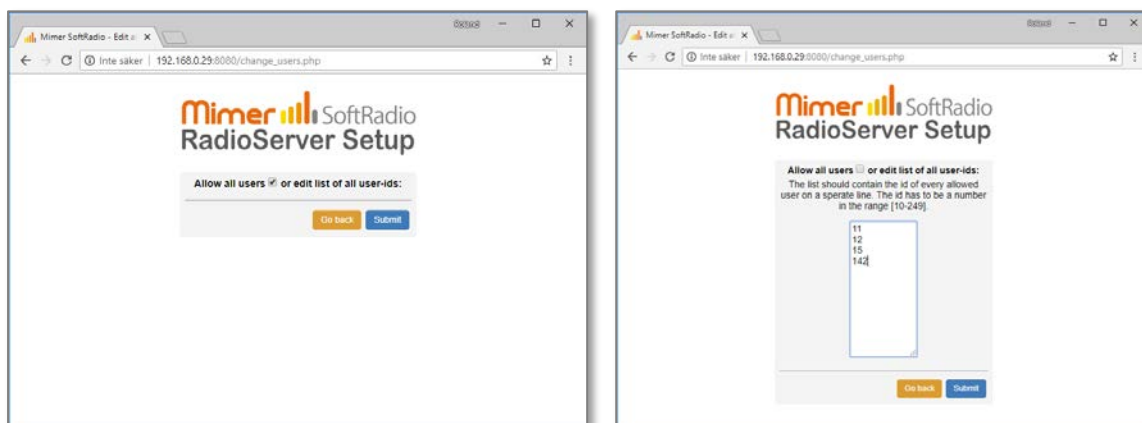 Mimer SoftRadio - Edit a
Inte säker | 192.168.0.29:8080/change_users.php
Mimer SoftRadio
RadioServer Setup
Allow all users or edit list of all user-ids:
Go back Submit
Mimer SoftRadio - Edit a
Inte säker | 192.168.0.29:8080/change_users.php
Mimer SoftRadio
RadioServer Setup
Allow all users or edit list of all user-ids:
The list should contain the id of every allowed
user on a sperate line. The id has to be a number
in the range [10-249].
11
12
15
142
Go back Submit